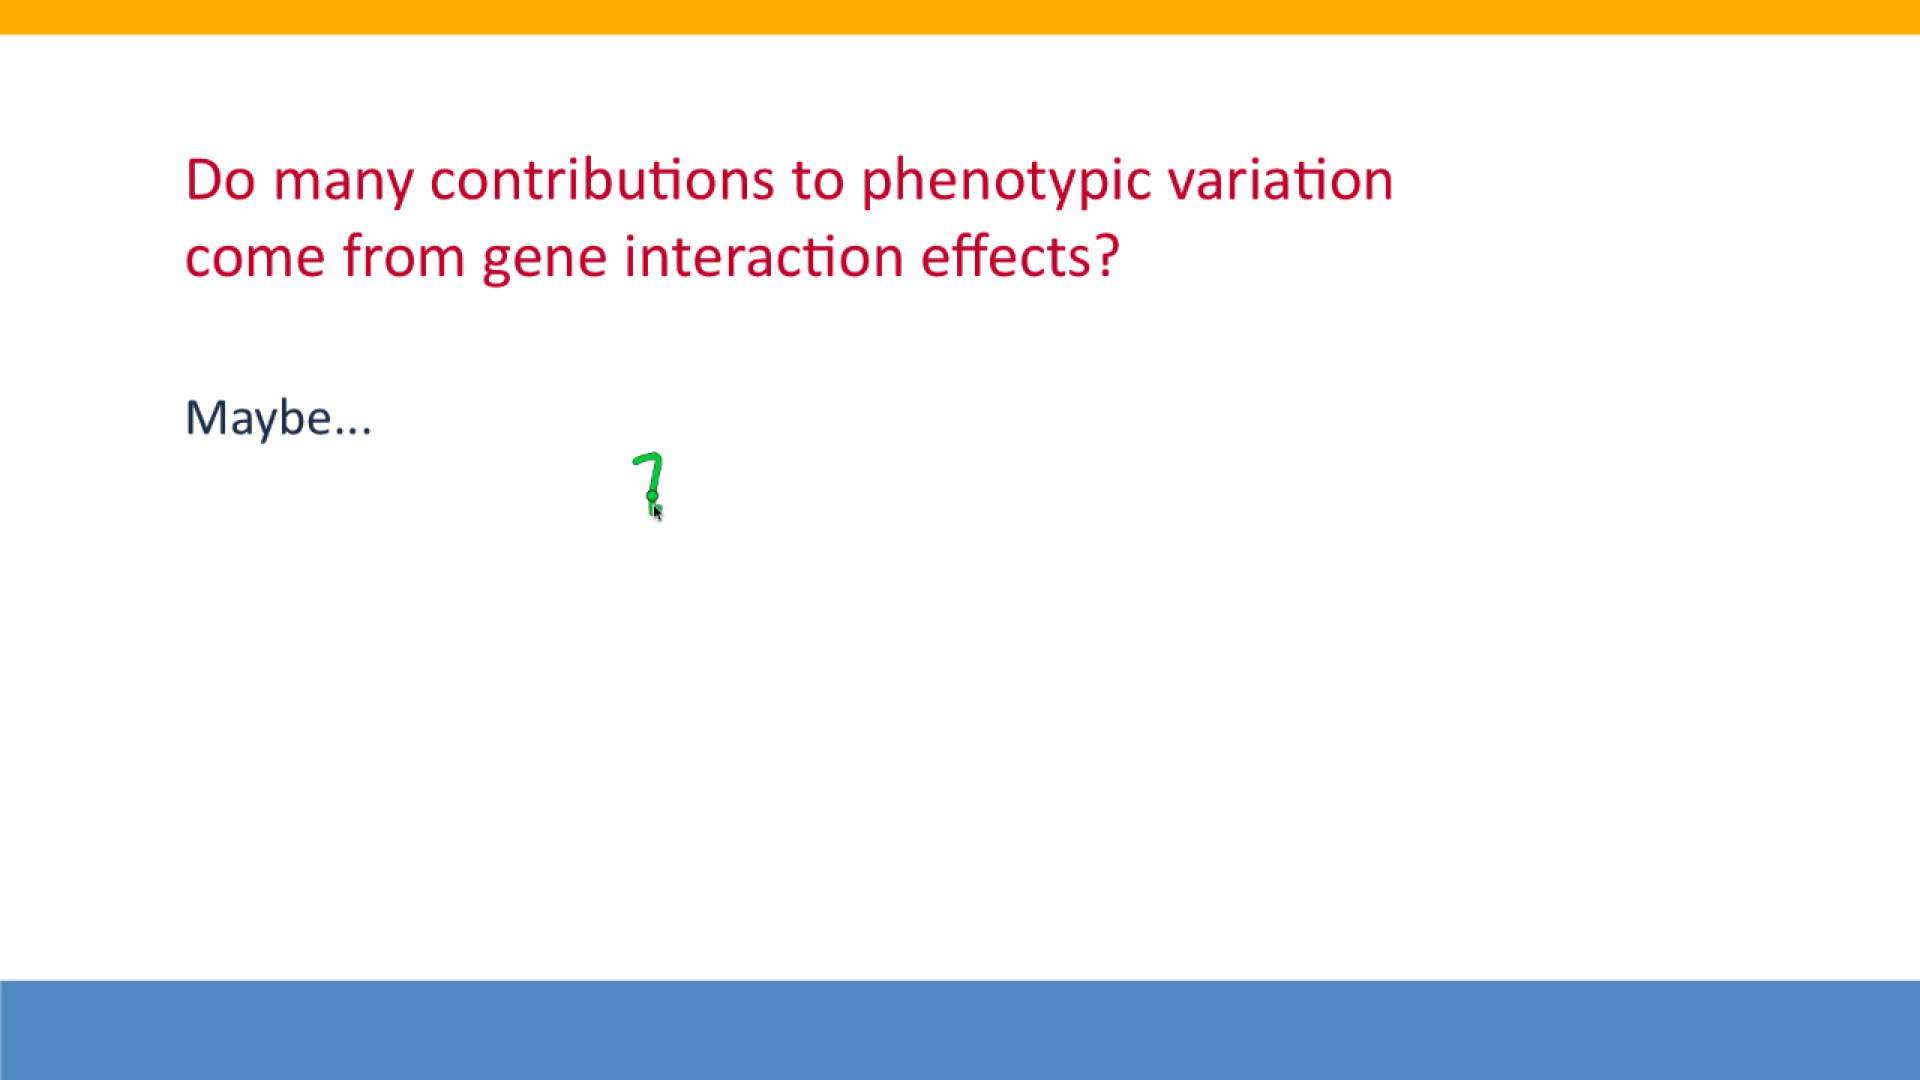 Do many contributions to phenotypic variation
come from gene interaction effects?
Maybe...
?